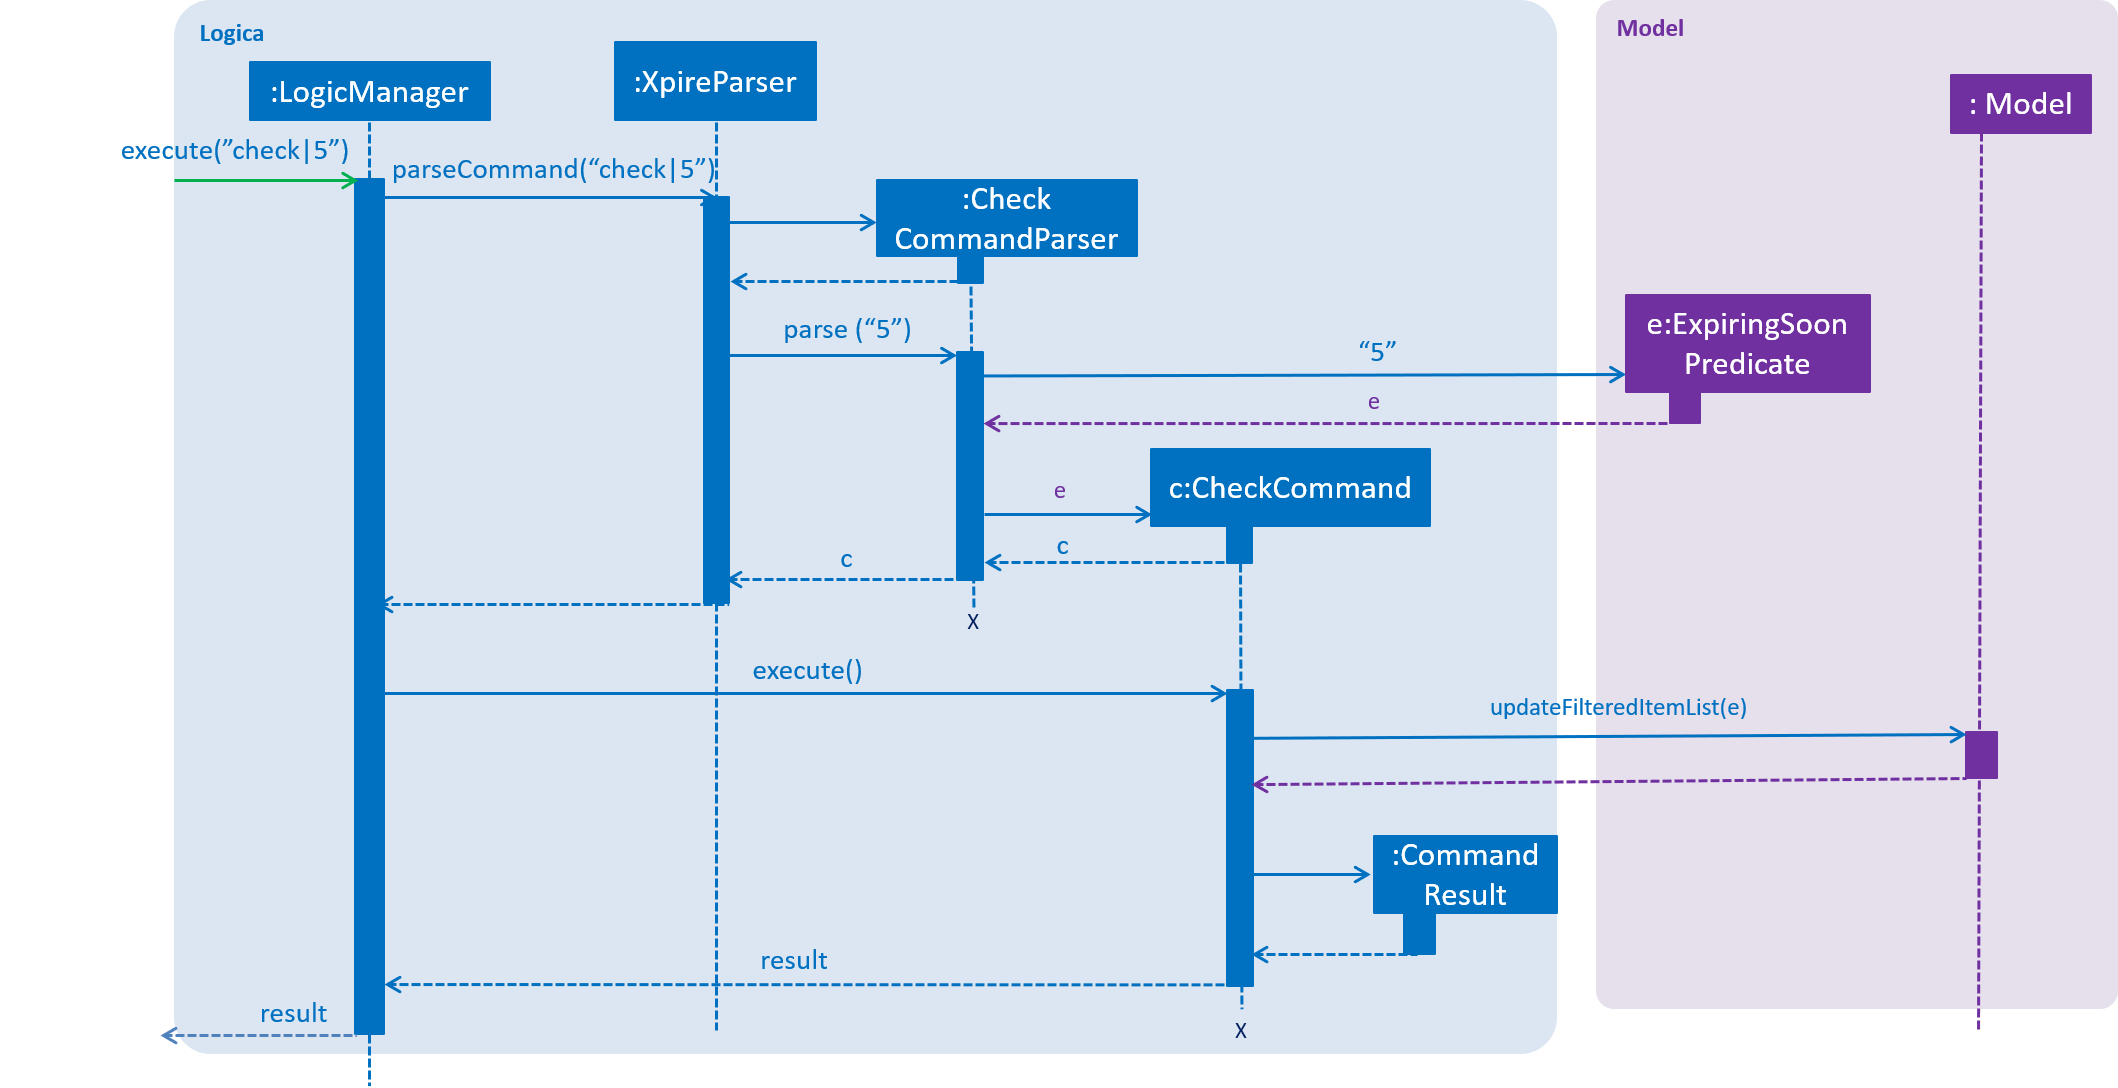 Logica
Model
:LogicManager
:XpireParser
: Model
execute(”check|5”)
parseCommand(“check|5”)
:Check
CommandParser
parse (“5”)
“5”
e:ExpiringSoon
Predicate
e
c:CheckCommand
e
c
c
X
execute()
updateFilteredItemList(e)
:Command
Result
result
result
X